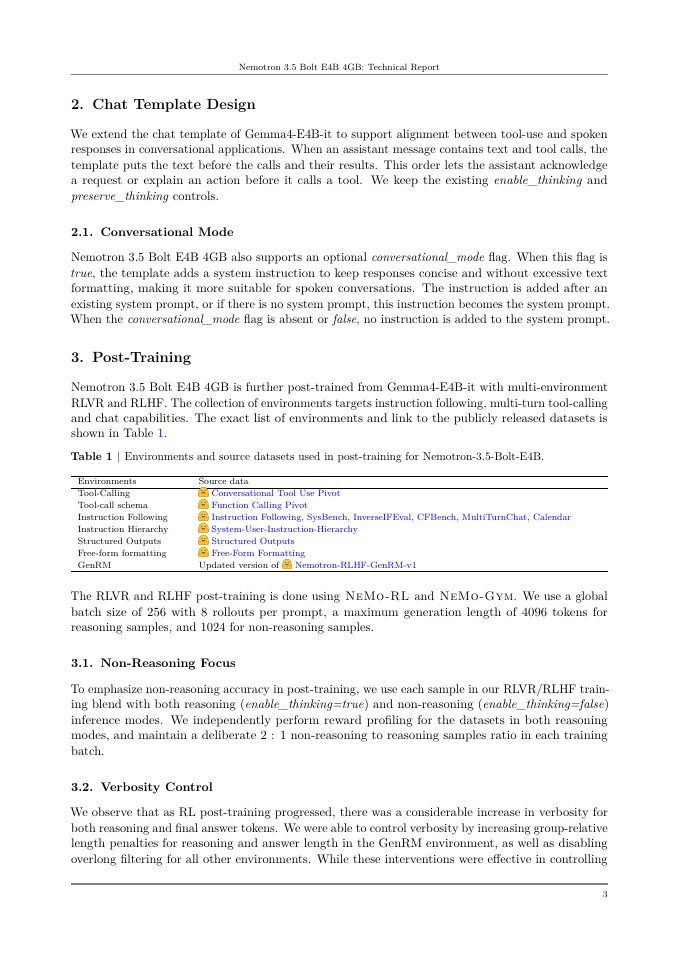 Nemotron 3.5 Bolt E4B 4GB: Technical Report
2. Chat Template Design
We extend the chat template of Gemma4-E4B-it to support alignment between tool-use and spoken
responses in conversational applications. When an assistant message contains text and tool calls, the
template puts the text before the calls and their results. This order lets the assistant acknowledge
a request or explain an action before it calls a tool. We keep the existing enable_thinking and
preserve_thinking controls.
2.1. Conversational Mode
Nemotron 3.5 Bolt E4B 4GB also supports an optional conversational_mode flag. When this flag is
true, the template adds a system instruction to keep responses concise and without excessive text
formatting, making it more suitable for spoken conversations. The instruction is added after an
existing system prompt, or if there is no system prompt, this instruction becomes the system prompt.
When the conversational_mode flag is absent or false, no instruction is added to the system prompt.
3. Post-Training
Nemotron 3.5 Bolt E4B 4GB is further post-trained from Gemma4-E4B-it with multi-environment
RLVR and RLHF. The collection of environments targets instruction following, multi-turn tool-calling
and chat capabilities. The exact list of environments and link to the publicly released datasets is
shown in Table 1.
Table 1 | Environments and source datasets used in post-training for Nemotron-3.5-Bolt-E4B.
Environments Source data
Tool-Calling Conversational Tool Use Pivot
Tool-call schema Function Calling Pivot
Instruction Following Instruction Following, SysBench, InverseIFEval, CFBench, MultiTurnChat, Calendar
Instruction Hierarchy System-User-Instruction-Hierarchy
Structured Outputs Structured Outputs
Free-form formatting Free-Form Formatting
GenRM Updated version of Nemotron-RLHF-GenRM-v1
The RLVR and RLHF post-training is done using NeMo-RL and NeMo-Gym. We use a global
batch size of 256 with 8 rollouts per prompt, a maximum generation length of 4096 tokens for
reasoning samples, and 1024 for non-reasoning samples.
3.1. Non-Reasoning Focus
To emphasize non-reasoning accuracy in post-training, we use each sample in our RLVR/RLHF train-
ing blend with both reasoning (enable_thinking=true) and non-reasoning (enable_thinking=false)
inference modes. We independently perform reward profiling for the datasets in both reasoning
modes, and maintain a deliberate 2 : 1 non-reasoning to reasoning samples ratio in each training
batch.
3.2. Verbosity Control
We observe that as RL post-training progressed, there was a considerable increase in verbosity for
both reasoning and final answer tokens. We were able to control verbosity by increasing group-relative
length penalties for reasoning and answer length in the GenRM environment, as well as disabling
overlong filtering for all other environments. While these interventions were effective in controlling
3